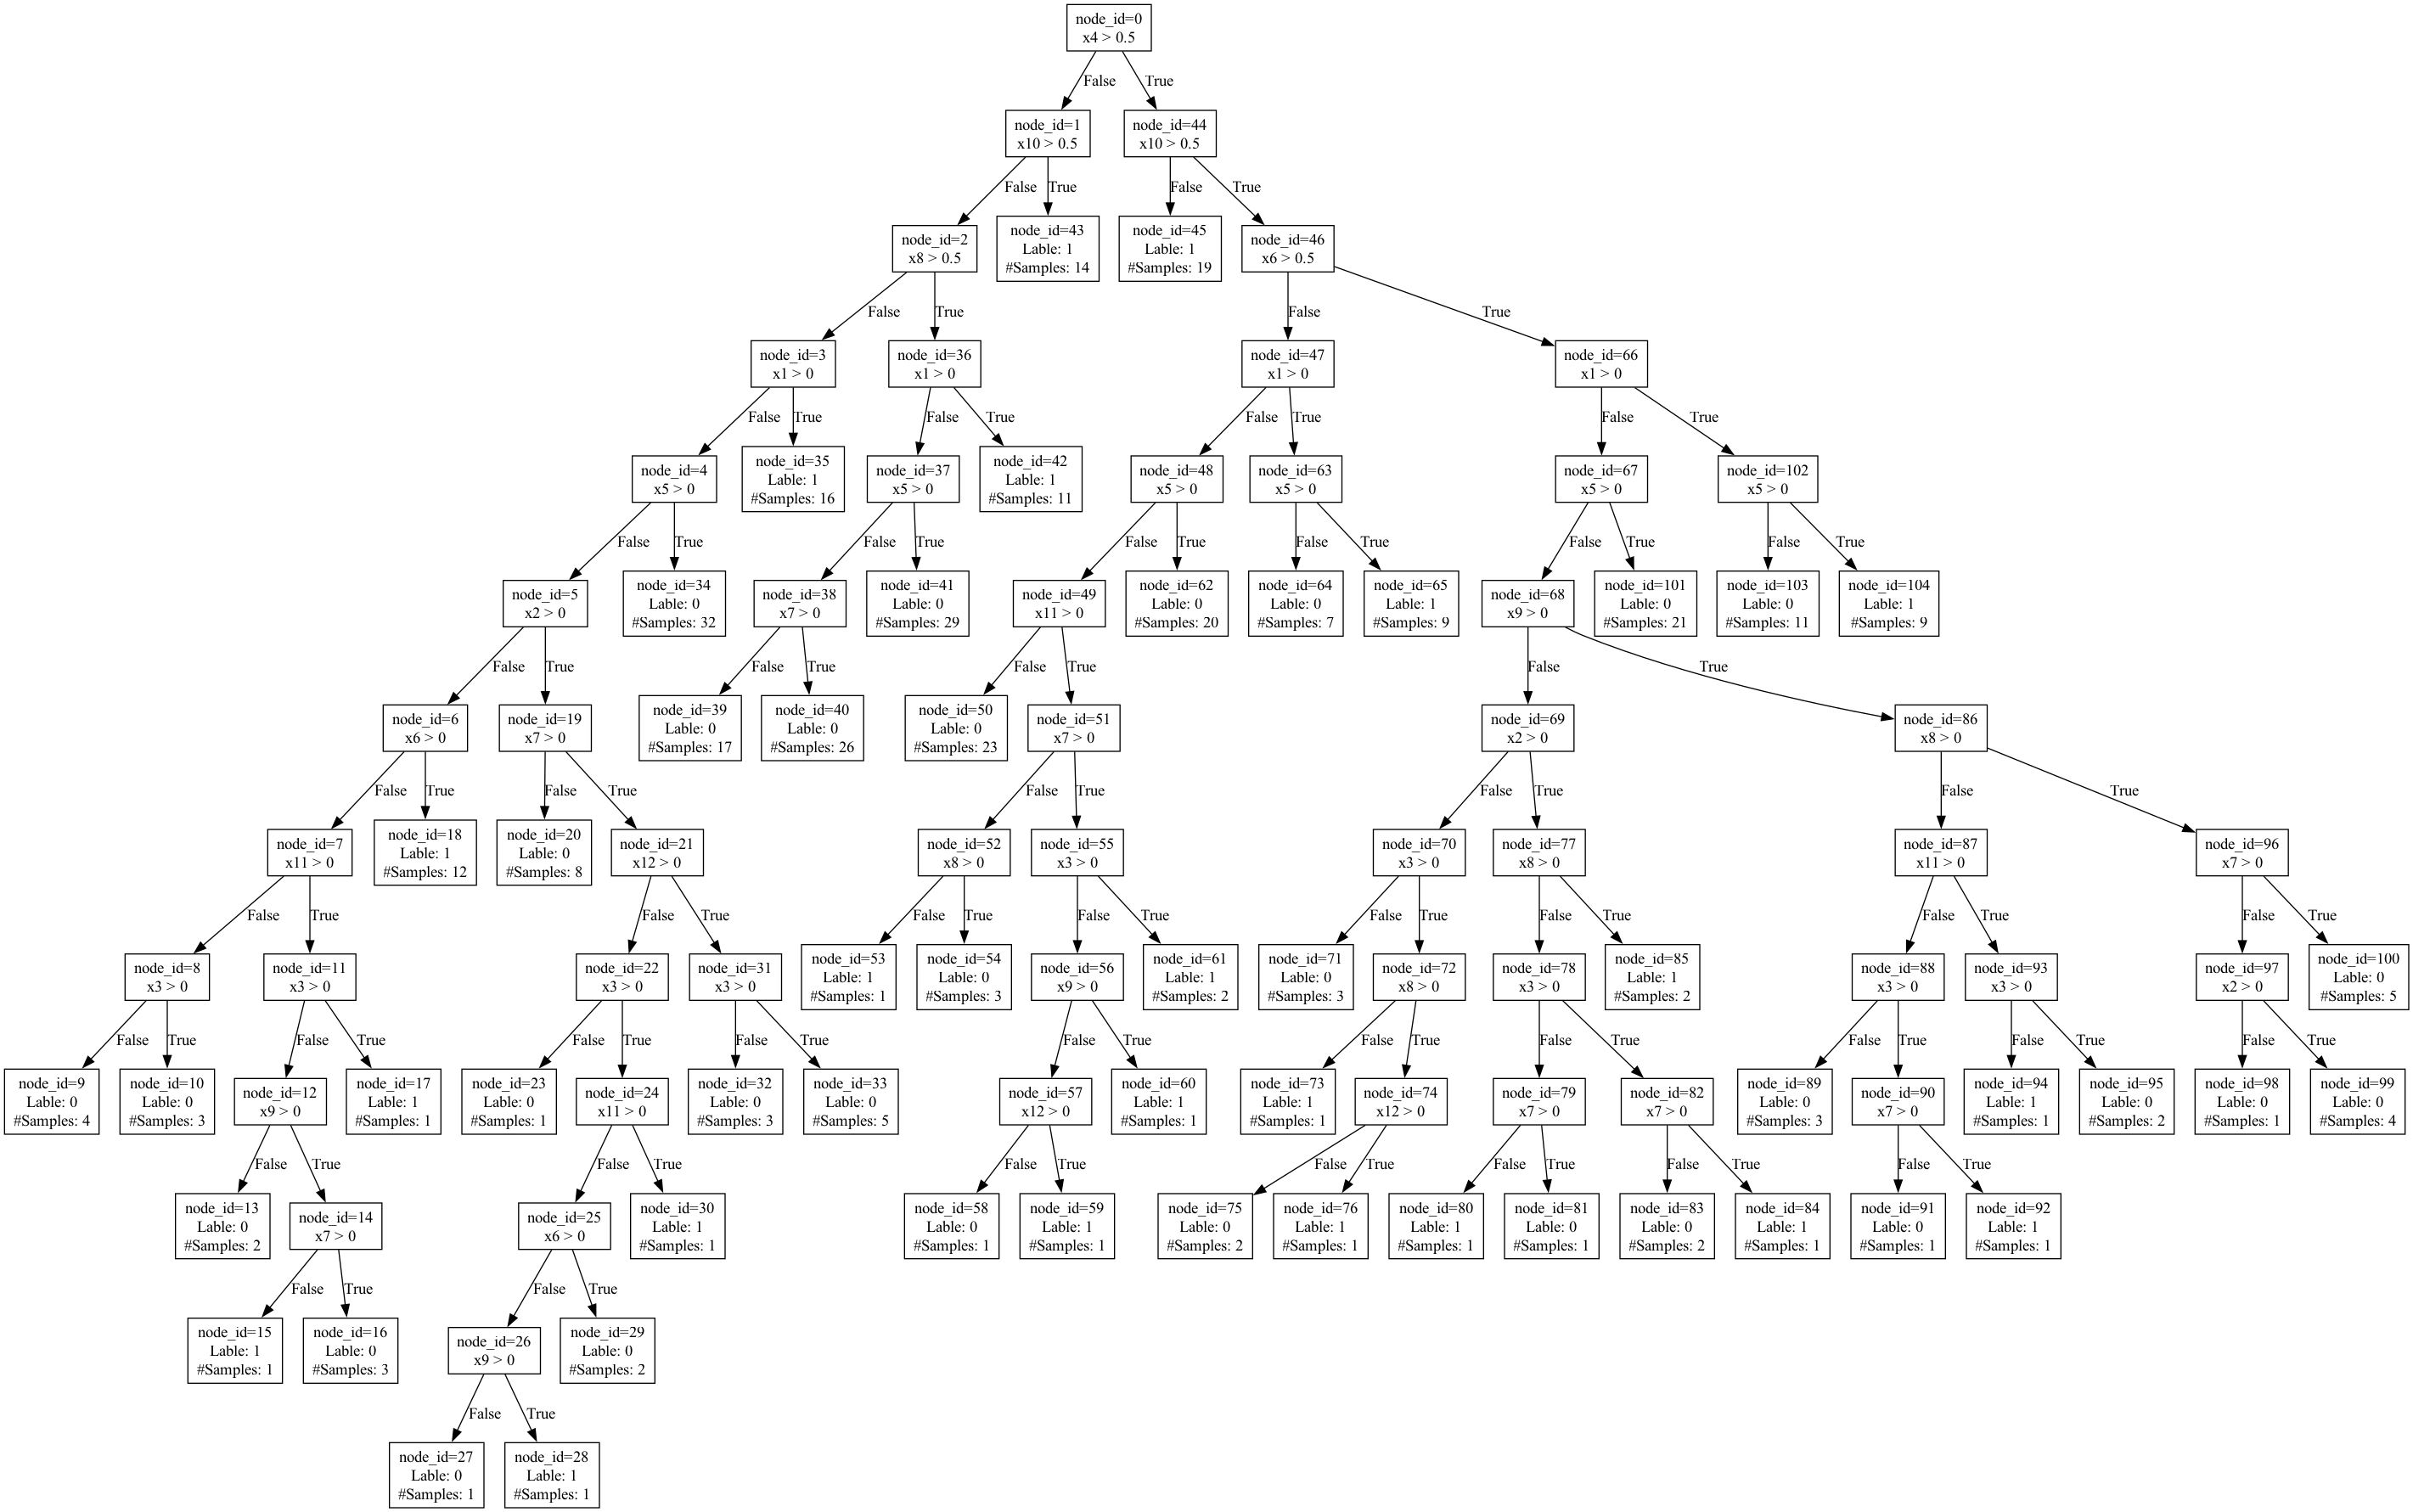 node_id=0
x4 > 0.5
False
True
node_id=1
x10 > 0.5
node_id=44
x10 > 0.5
False
True
False
True
node_id=2
x8 > 0.5
node_id=43
Lable: 1
#Samples: 14
node_id=45
Lable: 1
#Samples: 19
node_id=46
x6 > 0.5
False
True
False
True
node_id=3
x1 > 0
node_id=36
x1 > 0
node_id=47
x1 > 0
node_id=66
x1 > 0
False
True
False
True
False
True
False
True
node_id=4
x5 > 0
node_id=35
Lable: 1
#Samples: 16
node_id=37
x5 > 0
node_id=42
Lable: 1
#Samples: 11
node_id=48
x5 > 0
node_id=63
x5 > 0
node_id=67
x5 > 0
node_id=102
x5 > 0
False
True
False
True
False
True
False
True
False
True
False
True
node_id=5
x2 > 0
node_id=34
Lable: 0
#Samples: 32
node_id=38
x7 > 0
node_id=41
Lable: 0
#Samples: 29
node_id=49
x11 > 0
node_id=62
Lable: 0
#Samples: 20
node_id=64
Lable: 0
#Samples: 7
node_id=65
Lable: 1
#Samples: 9
node_id=68
x9 > 0
node_id=101
Lable: 0
#Samples: 21
node_id=103
Lable: 0
#Samples: 11
node_id=104
Lable: 1
#Samples: 9
False
True
False
True
False
True
False
True
node_id=6
x6 > 0
node_id=19
x7 > 0
node_id=39
Lable: 0
#Samples: 17
node_id=40
Lable: 0
#Samples: 26
node_id=50
Lable: 0
#Samples: 23
node_id=51
x7 > 0
node_id=69
x2 > 0
node_id=86
x8 > 0
False
True
False
True
False
True
False
True
False
True
node_id=7
x11 > 0
node_id=18
Lable: 1
#Samples: 12
node_id=20
Lable: 0
#Samples: 8
node_id=21
x12 > 0
node_id=52
x8 > 0
node_id=55
x3 > 0
node_id=70
x3 > 0
node_id=77
x8 > 0
node_id=87
x11 > 0
node_id=96
x7 > 0
False
True
False
True
False
True
False
True
False
True
False
True
False
True
False
True
node_id=8
x3 > 0
node_id=11
x3 > 0
node_id=22
x3 > 0
node_id=31
x3 > 0
node_id=53
Lable: 1
#Samples: 1
node_id=54
Lable: 0
#Samples: 3
node_id=56
x9 > 0
node_id=61
Lable: 1
#Samples: 2
node_id=71
Lable: 0
#Samples: 3
node_id=72
x8 > 0
node_id=78
x3 > 0
node_id=85
Lable: 1
#Samples: 2
node_id=88
x3 > 0
node_id=93
x3 > 0
node_id=97
x2 > 0
node_id=100
Lable: 0
#Samples: 5
False
True
False
True
False
True
False
True
False
True
False
True
False
True
False
True
False
True
False
True
node_id=9
Lable: 0
#Samples: 4
node_id=10
Lable: 0
#Samples: 3
node_id=12
x9 > 0
node_id=17
Lable: 1
#Samples: 1
node_id=23
Lable: 0
#Samples: 1
node_id=24
x11 > 0
node_id=32
Lable: 0
#Samples: 3
node_id=33
Lable: 0
#Samples: 5
node_id=57
x12 > 0
node_id=60
Lable: 1
#Samples: 1
node_id=73
Lable: 1
#Samples: 1
node_id=74
x12 > 0
node_id=79
x7 > 0
node_id=82
x7 > 0
node_id=89
Lable: 0
#Samples: 3
node_id=90
x7 > 0
node_id=94
Lable: 1
#Samples: 1
node_id=95
Lable: 0
#Samples: 2
node_id=98
Lable: 0
#Samples: 1
node_id=99
Lable: 0
#Samples: 4
False
True
False
True
False
True
False
True
False
True
False
True
False
True
node_id=13
Lable: 0
#Samples: 2
node_id=14
x7 > 0
node_id=25
x6 > 0
node_id=30
Lable: 1
#Samples: 1
node_id=58
Lable: 0
#Samples: 1
node_id=59
Lable: 1
#Samples: 1
node_id=75
Lable: 0
#Samples: 2
node_id=76
Lable: 1
#Samples: 1
node_id=80
Lable: 1
#Samples: 1
node_id=81
Lable: 0
#Samples: 1
node_id=83
Lable: 0
#Samples: 2
node_id=84
Lable: 1
#Samples: 1
node_id=91
Lable: 0
#Samples: 1
node_id=92
Lable: 1
#Samples: 1
False
True
False
True
node_id=15
Lable: 1
#Samples: 1
node_id=16
Lable: 0
#Samples: 3
node_id=26
x9 > 0
node_id=29
Lable: 0
#Samples: 2
False
True
node_id=27
Lable: 0
#Samples: 1
node_id=28
Lable: 1
#Samples: 1